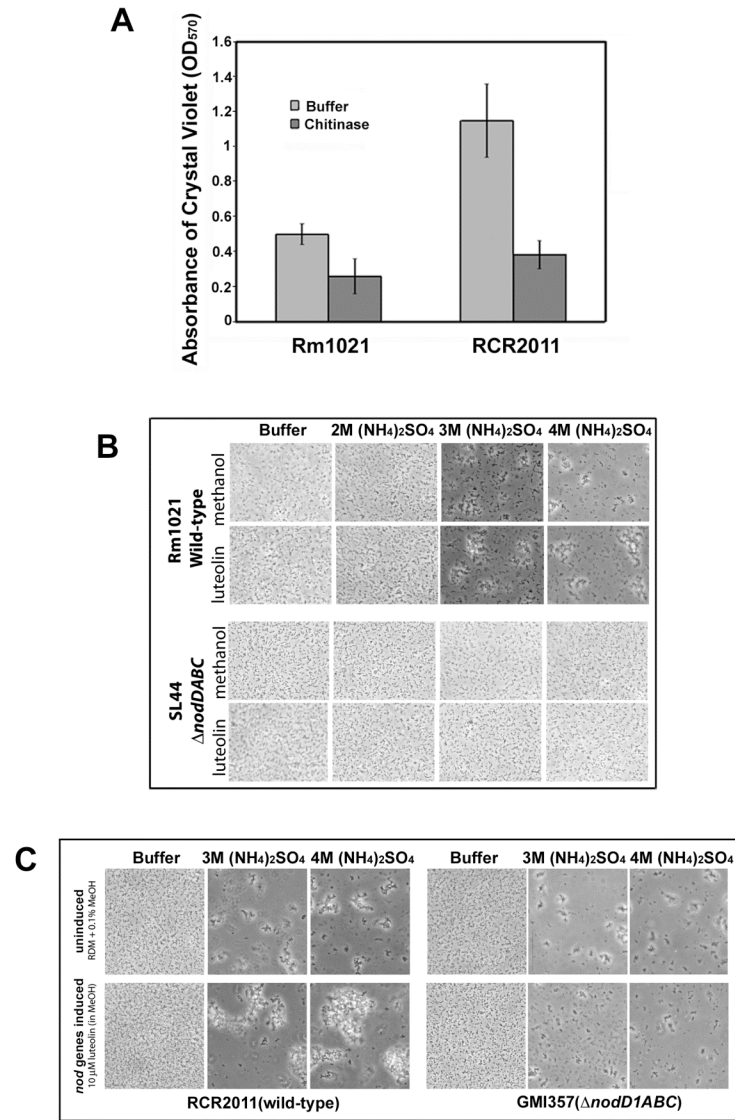 A
Absorbance of Crystal Violet (OD570)
1.6
1.4
1.2
1
0.8
0.6
0.4
0.2
0
Buffer
Chitinase
Rm1021
RCR2011
B
Buffer
2M (NH4)2SO4
3M (NH4)2SO4
4M (NH4)2SO4
Rm1021
Wild-type
methanol
luteolin
SL44
ΔnodDABC
methanol
luteolin
C
Buffer
3M (NH4)2SO4
4M (NH4)2SO4
Buffer
3M (NH4)2SO4
4M (NH4)2SO4
uninduced
RDM + 0.1% MeOH
nod genes induced
10 μM luteolin (in MeOH)
RCR2011(wild-type)
GMI357(ΔnodD1ABC)